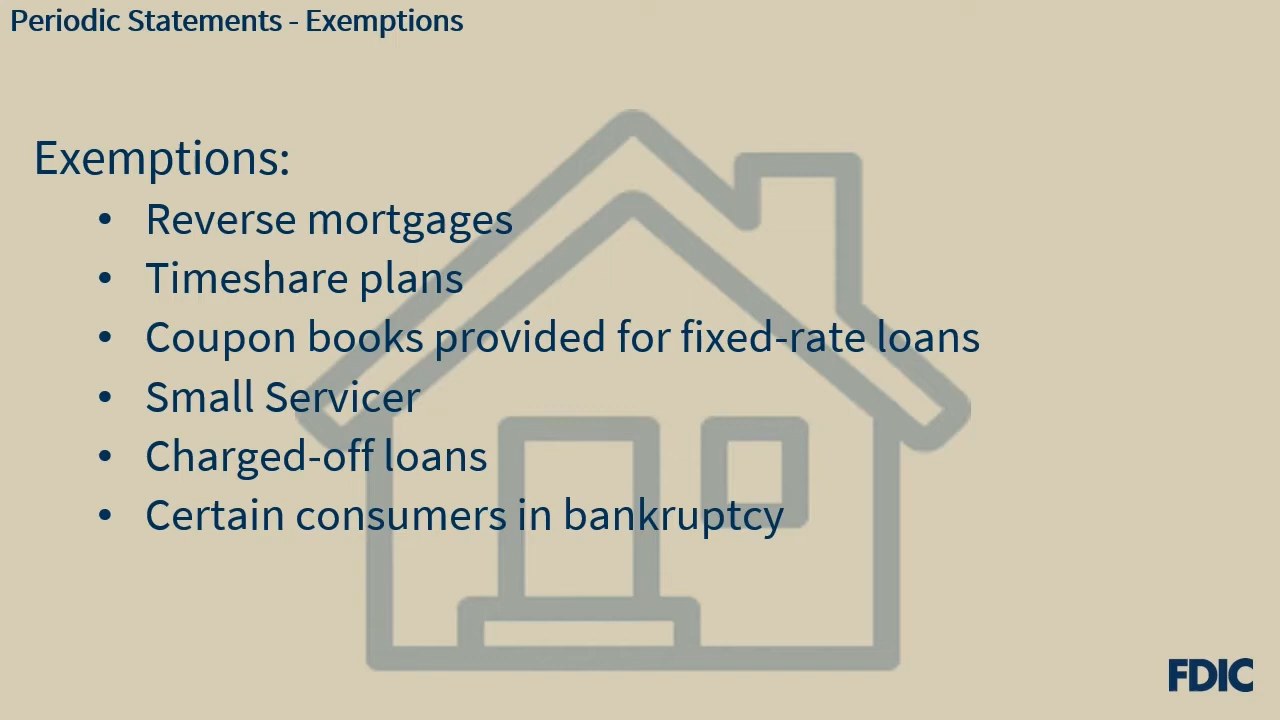 Periodic Statements - Exemptions
Exemptions:
• Reverse mortgages
• Timeshare plans
• Coupon books provided for fixed-rate loans
• Small Servicer
• Charged-off loans
• Certain consumers in bankruptcy
FDIC